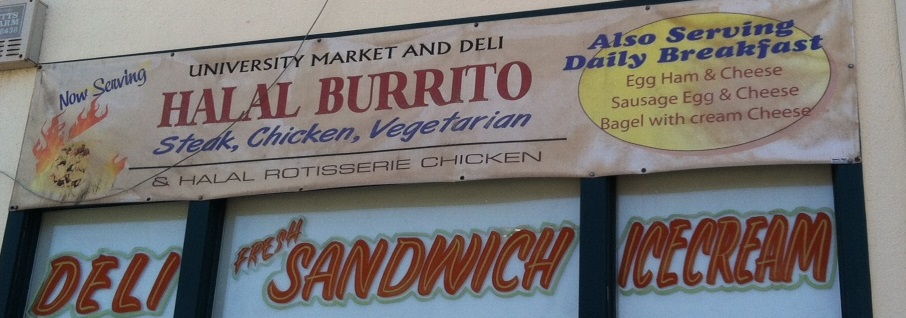 Now Serving
UNIVERSITY MARKET AND DELI
HALAL BURRITO
Steak, Chicken, Vegetarian
& HALAL ROTISSERIE CHICKEN
Also Serving
Daily Breakfast
Egg Ham & Cheese
Sausage Egg & Cheese
Bagel with cream Cheese
DELI
FRESH
SANDWICH
ICECREAM